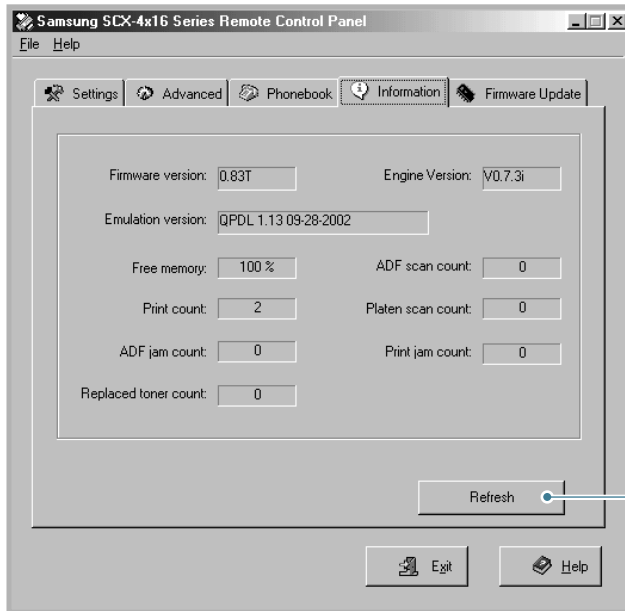 Samsung SCX-4x16 Series Remote Control Panel
File Help
Settings Advanced Phonebook Information Firmware Update
Firmware version: 0.83T Engine Version: V0.7.3i
Emulation version: QPDL 1.13 09-28-2002
Free memory: 100 % ADF scan count: 0
Print count: 2 Platen scan count: 0
ADF jam count: 0 Print jam count: 0
Replaced toner count: 0
Refresh
Exit Help